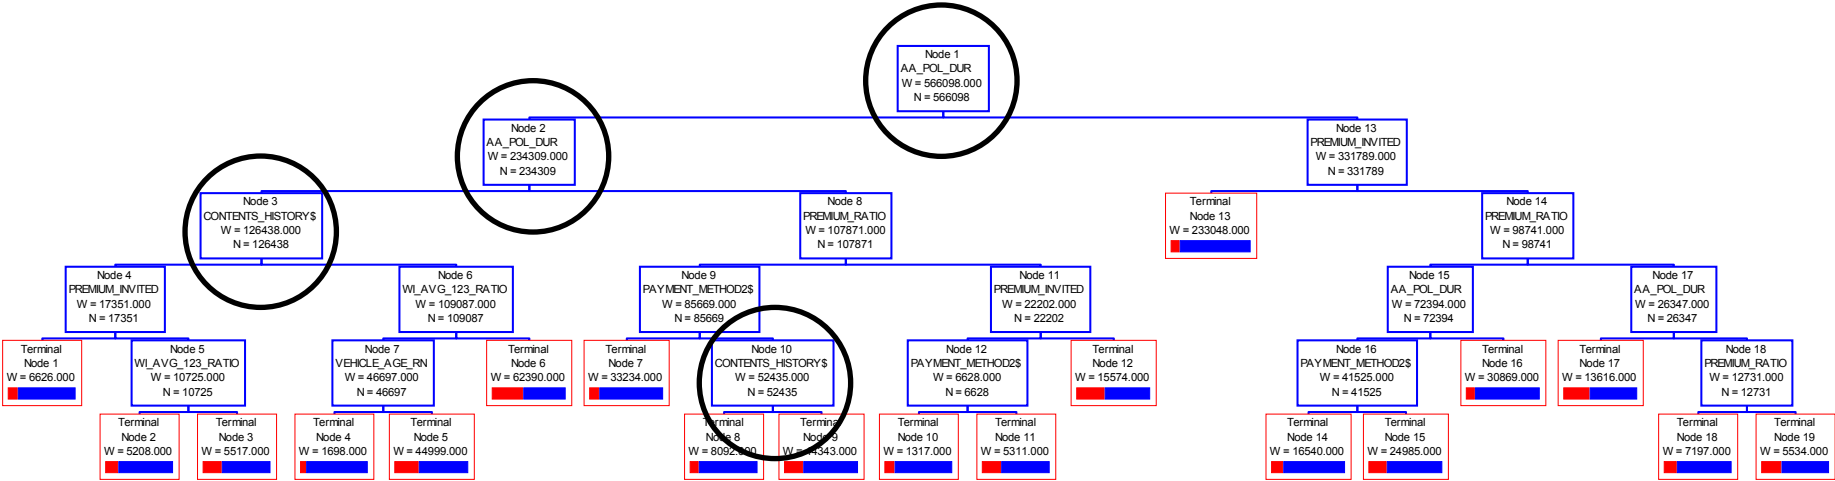 Node 1
AA_POL_DUR
W = 566098.000
N = 566098
Node 2
AA_POL_DUR
W = 234309.000
N = 234309
Node 13
PREMIUM_INVITED
W = 331789.000
N = 331789
Node 3
CONTENTS_HISTORY$
W = 126438.000
N = 126438
Node 8
PREMIUM_RATIO
W = 107871.000
N = 107871
Terminal
Node 13
W = 233048.000
Node 14
PREMIUM_RATIO
W = 98741.000
N = 98741
Node 4
PREMIUM_INVITED
W = 17351.000
N = 17351
Node 6
WI_AVG_123_RATIO
W = 109087.000
N = 109087
Node 9
PAYMENT_METHOD2$
W = 85669.000
N = 85669
Node 11
PREMIUM_INVITED
W = 22202.000
N = 22202
Node 15
AA_POL_DUR
W = 72394.000
N = 72394
Node 17
AA_POL_DUR
W = 26347.000
N = 26347
Terminal
Node 1
W = 6626.000
Node 5
WI_AVG_123_RATIO
W = 10725.000
N = 10725
Node 7
VEHICLE_AGE_RN
W = 46697.000
N = 46697
Terminal
Node 6
W = 62390.000
Terminal
Node 7
W = 33234.000
Node 10
CONTENTS_HISTORY$
W = 52435.000
N = 52435
Node 12
PAYMENT_METHOD2$
W = 6628.000
N = 6628
Terminal
Node 12
W = 15574.000
Node 16
PAYMENT_METHOD2$
W = 41525.000
N = 41525
Terminal
Node 16
W = 30869.000
Terminal
Node 17
W = 13616.000
Node 18
PREMIUM_RATIO
W = 12731.000
N = 12731
Terminal
Node 2
W = 5208.000
Terminal
Node 3
W = 5517.000
Terminal
Node 4
W = 1698.000
Terminal
Node 5
W = 44999.000
Terminal
Node 8
W = 8092.000
Terminal
Node 9
W = 44343.000
Terminal
Node 10
W = 1317.000
Terminal
Node 11
W = 5311.000
Terminal
Node 14
W = 16540.000
Terminal
Node 15
W = 24985.000
Terminal
Node 18
W = 7197.000
Terminal
Node 19
W = 5534.000